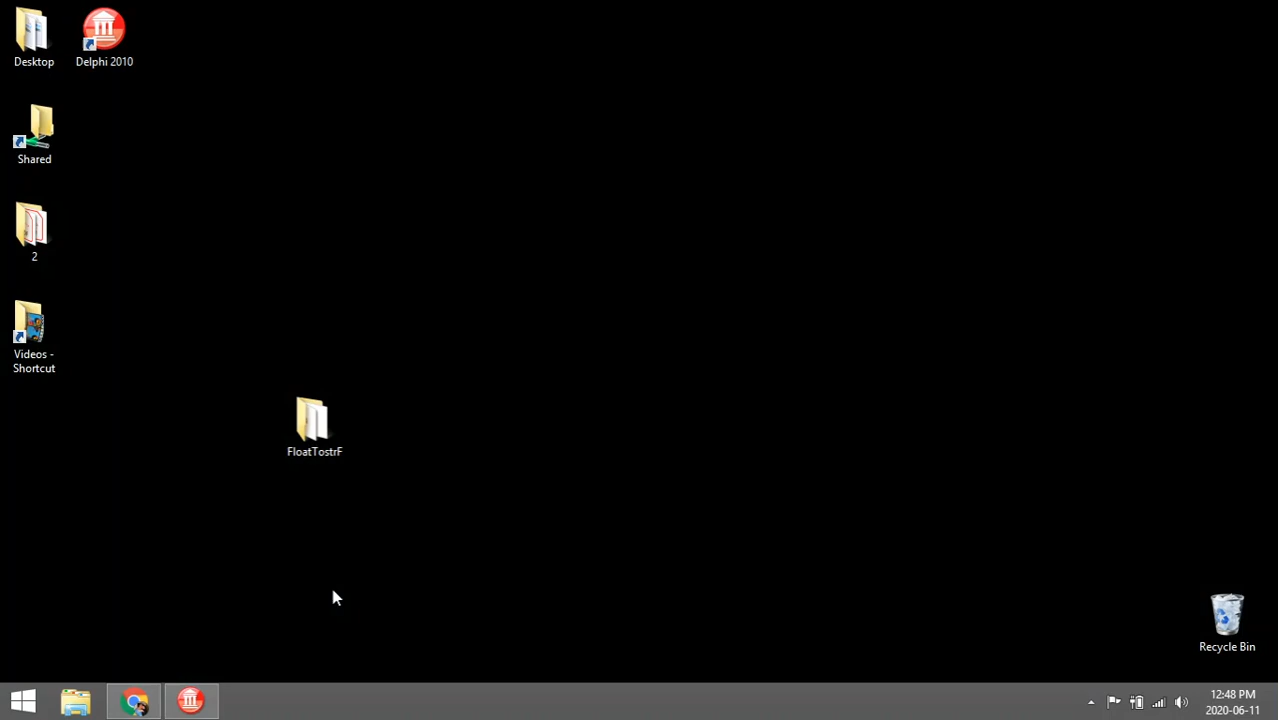 Desktop
Delphi 2010
Shared
2
Videos -
Shortcut
FloatTostrF
Recycle Bin
12:48 PM
2020-06-11